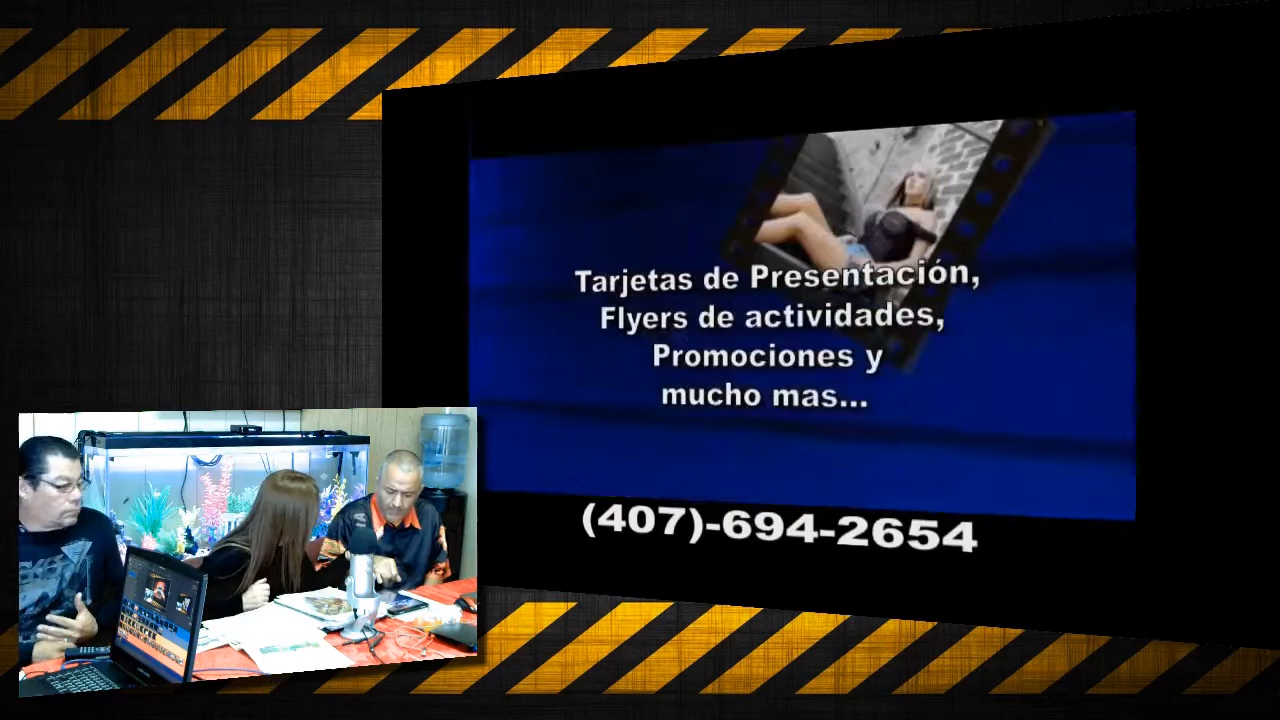 Tarjetas de Presentación,
Flyers de actividades,
Promociones y
mucho mas...
(407)-694-2654